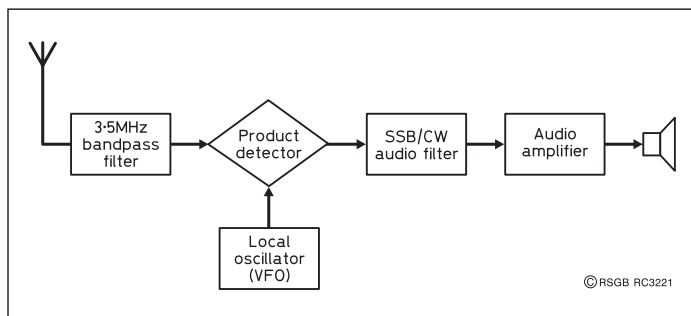 3·5MHz
bandpass
filter
Product
detector
SSB/CW
audio filter
Audio
amplifier
Local
oscillator
(VFO)
©RSGB RC3221